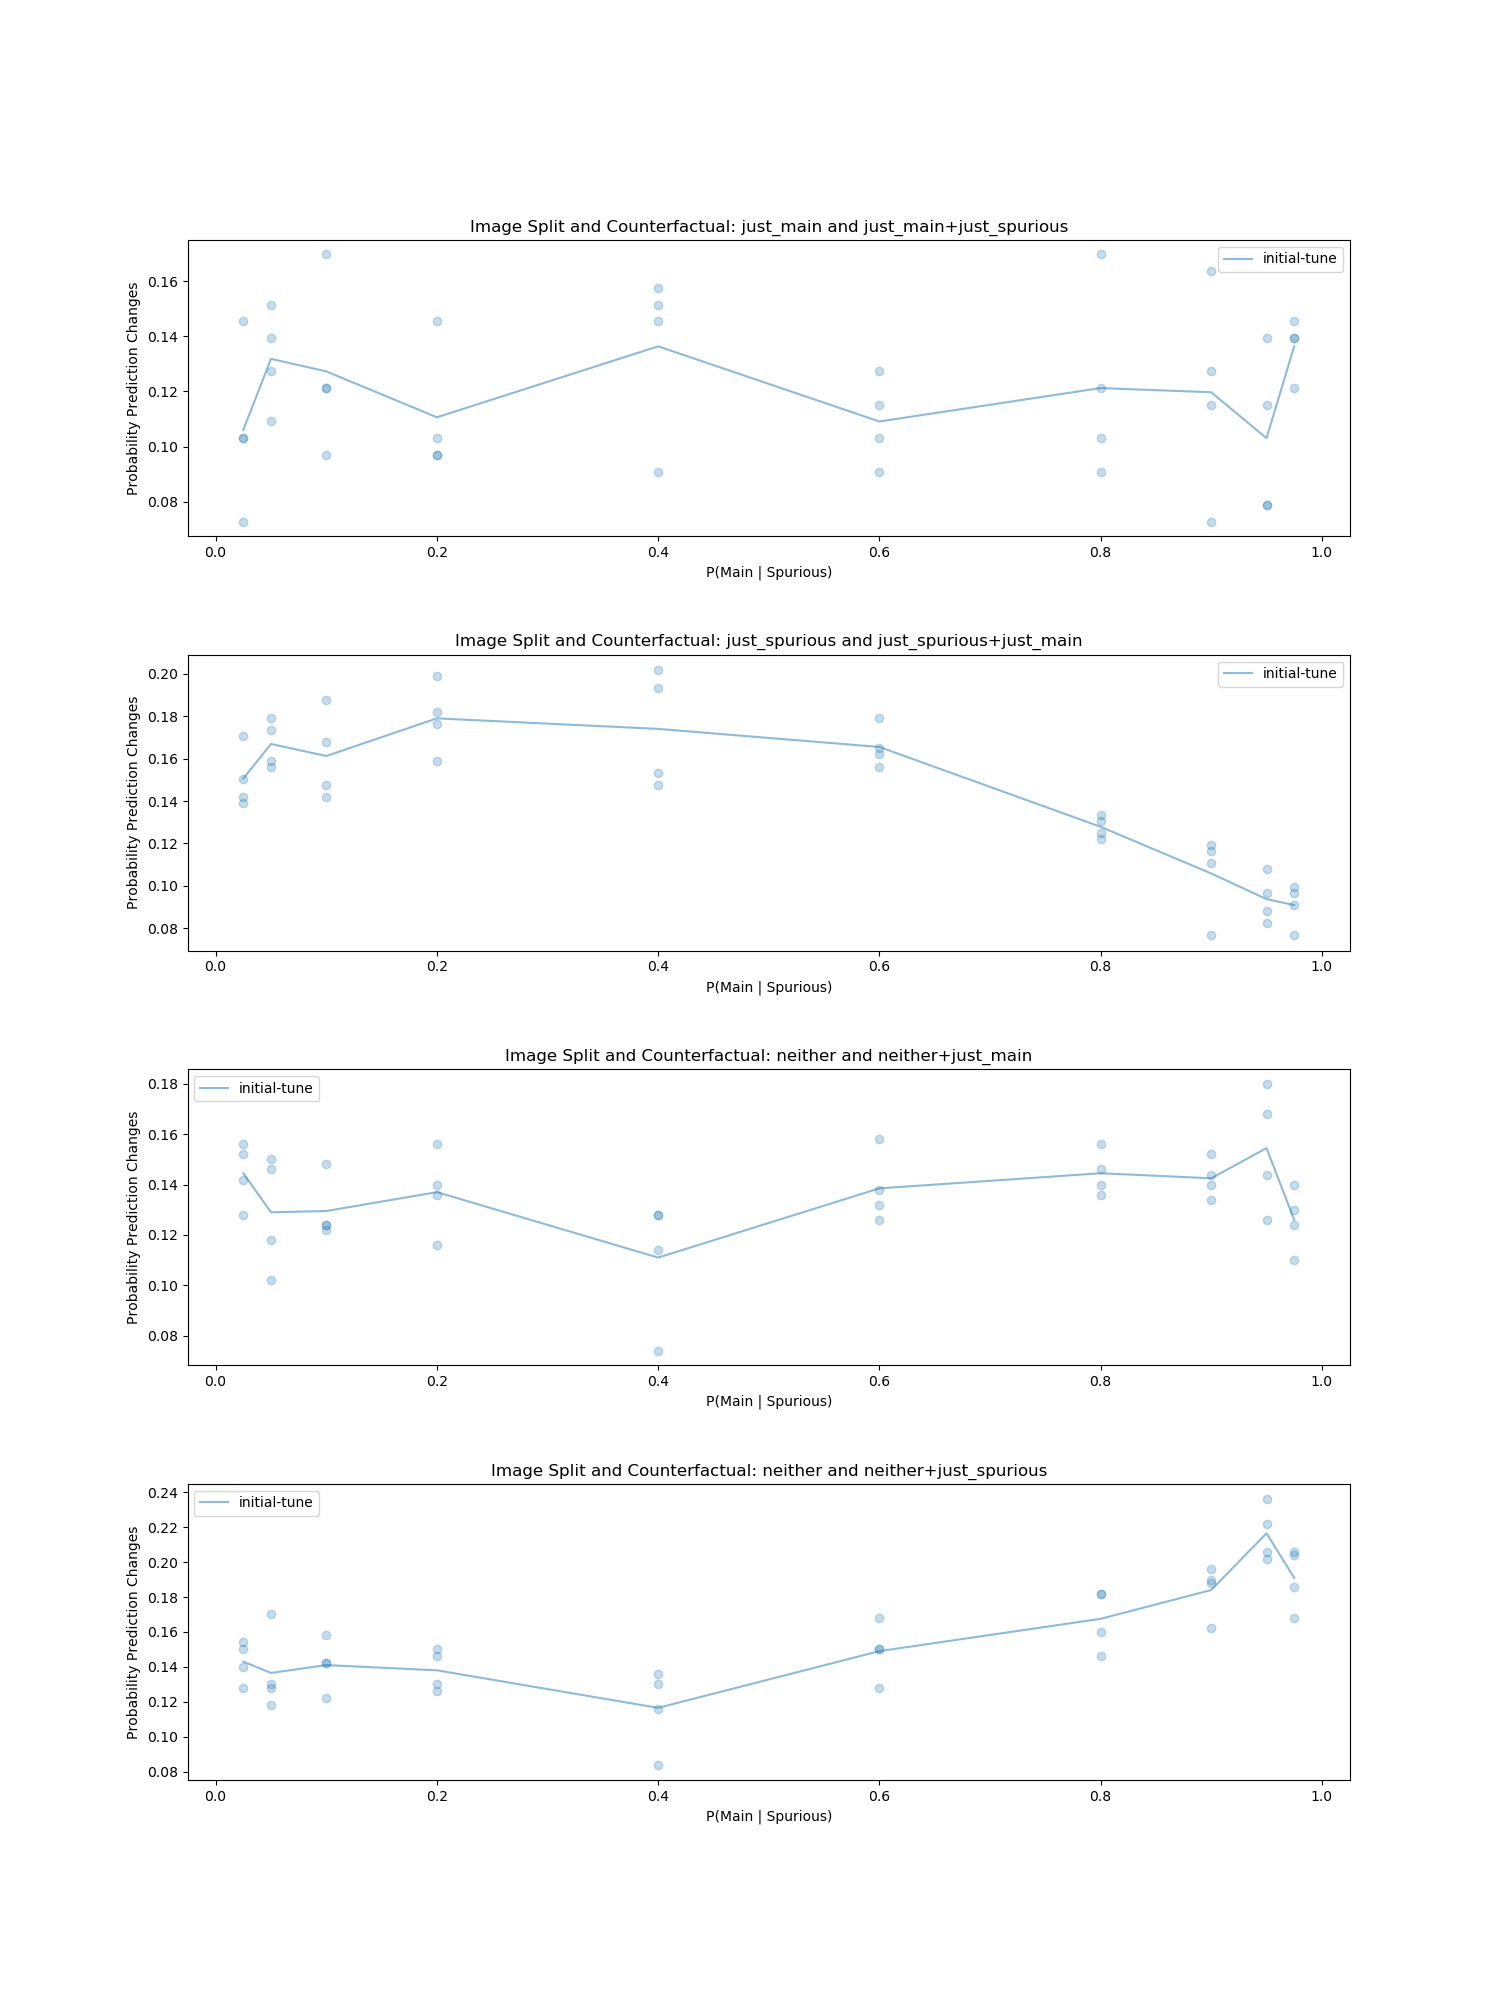 Image Split and Counterfactual: just_main and just_main+just_spurious
initial-tune
Probability Prediction Changes
0.16
0.14
0.12
0.10
0.08
0.0 0.2 0.4 0.6 0.8 1.0
P(Main | Spurious)
Image Split and Counterfactual: just_spurious and just_spurious+just_main
initial-tune
Probability Prediction Changes
0.20
0.18
0.16
0.14
0.12
0.10
0.08
0.0 0.2 0.4 0.6 0.8 1.0
P(Main | Spurious)
Image Split and Counterfactual: neither and neither+just_main
initial-tune
Probability Prediction Changes
0.18
0.16
0.14
0.12
0.10
0.08
0.0 0.2 0.4 0.6 0.8 1.0
P(Main | Spurious)
Image Split and Counterfactual: neither and neither+just_spurious
initial-tune
Probability Prediction Changes
0.24
0.22
0.20
0.18
0.16
0.14
0.12
0.10
0.08
0.0 0.2 0.4 0.6 0.8 1.0
P(Main | Spurious)